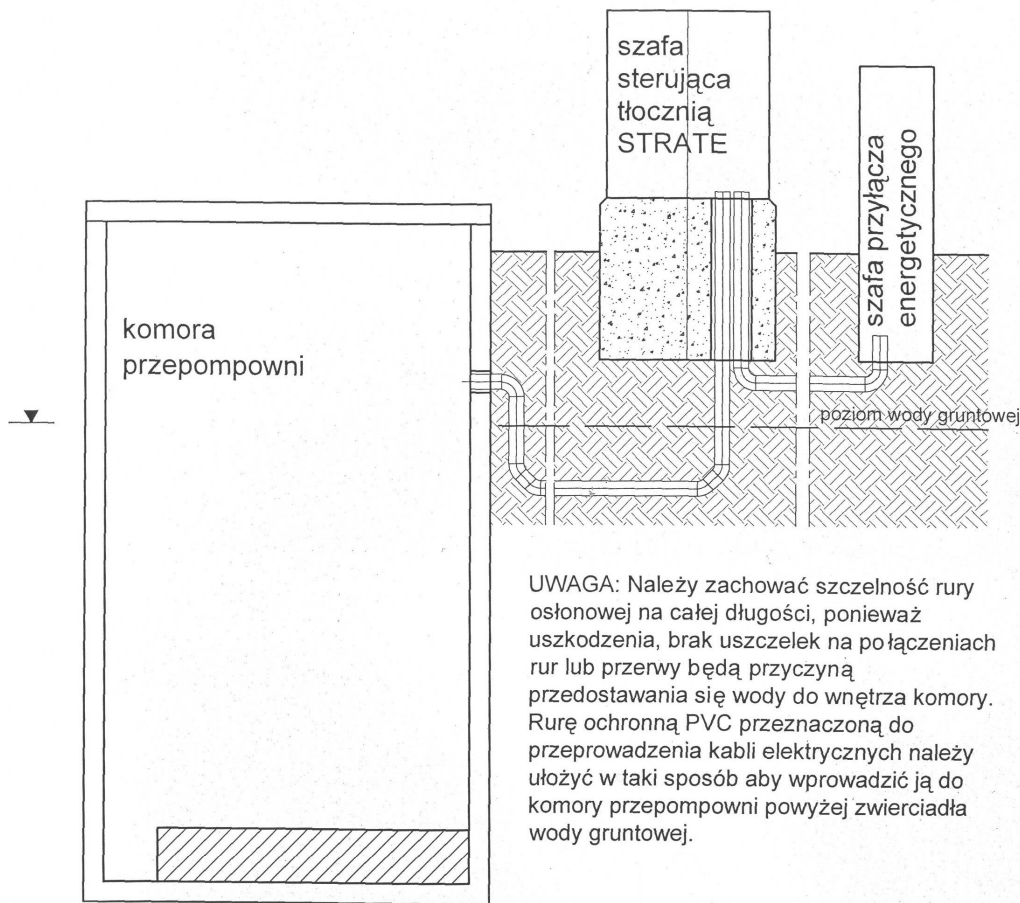 szafa
sterująca
tłocznią
STRATE
szafa przyłącza
energetycznego
komora
przepompowni
poziom wody gruntowej
UWAGA: Należy zachować szczelność rury
osłonowej na całej długości, ponieważ
uszkodzenia, brak uszczelek na połączeniach
rur lub przerwy będą przyczyną
przedostawania się wody do wnętrza komory.
Rurę ochronną PVC przeznaczoną do
przeprowadzenia kabli elektrycznych należy
ułożyć w taki sposób aby wprowadzić ją do
komory przepompowni powyżej zwierciadła
wody gruntowej.